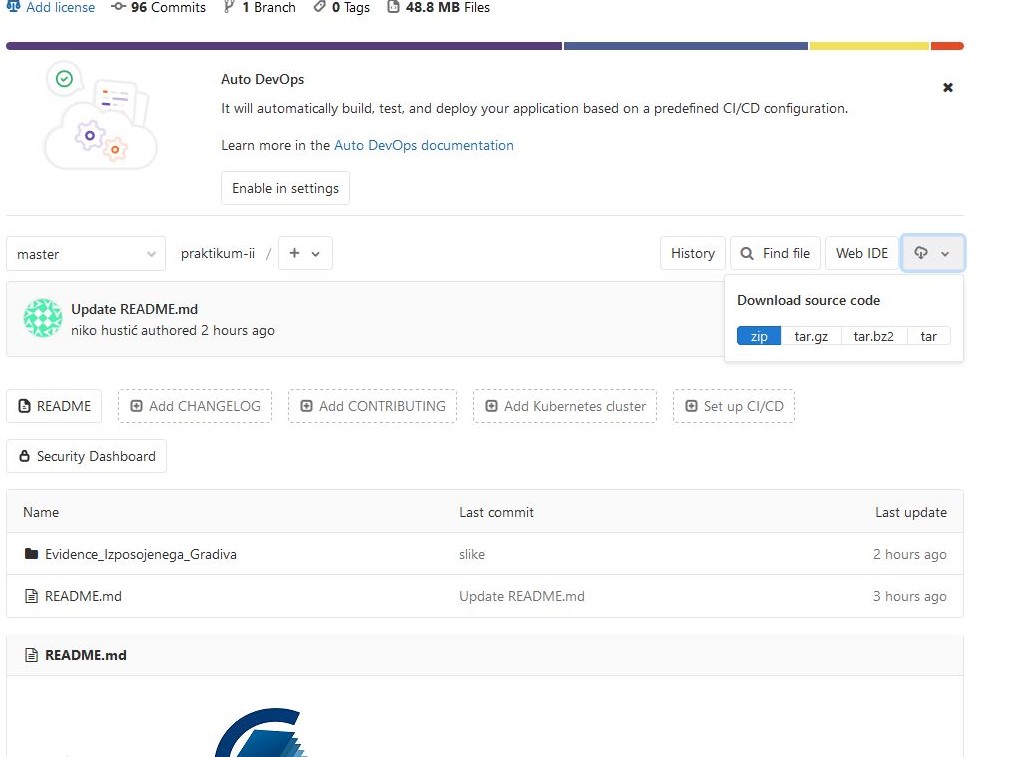 Add license 96 Commits 1 Branch 0 Tags 48.8 MB Files
Auto DevOps
It will automatically build, test, and deploy your application based on a predefined CI/CD configuration.
Learn more in the Auto DevOps documentation
Enable in settings
master praktikum-ii / + History Find file Web IDE
Download source code
zip tar.gz tar.bz2 tar
Update README.md
niko hustić authored 2 hours ago
README Add CHANGELOG Add CONTRIBUTING Add Kubernetes cluster Set up CI/CD
Security Dashboard
Name Last commit Last update
Evidence_Izposojenega_Gradiva slike 2 hours ago
README.md Update README.md 3 hours ago
README.md